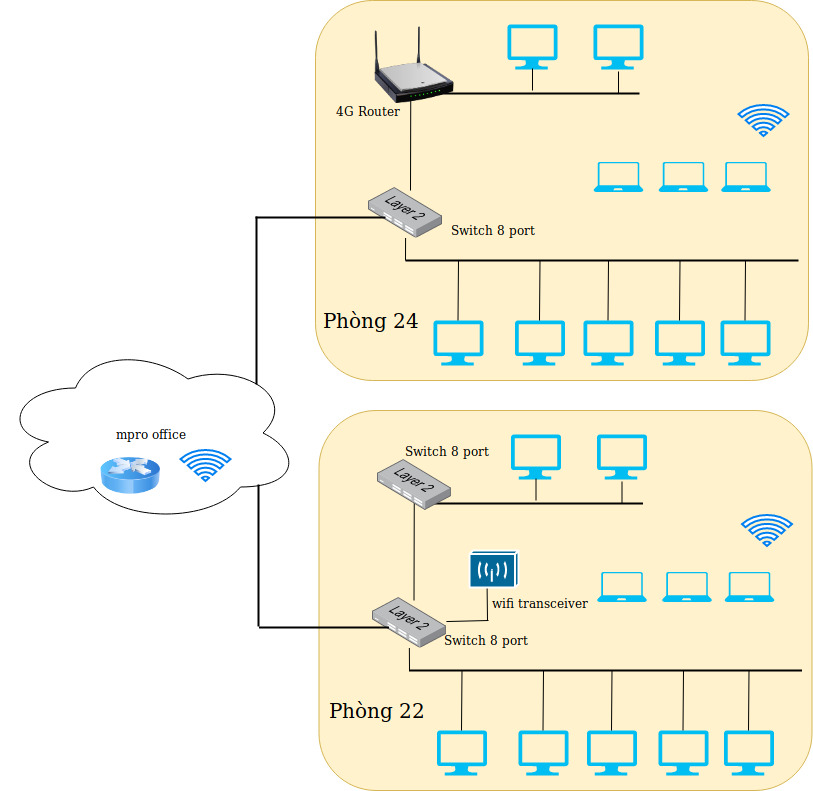 4G Router
Layer 2
Switch 8 port
Phòng 24
mpro office
Switch 8 port
Layer 2
wifi transceiver
Layer 2
Switch 8 port
Phòng 22